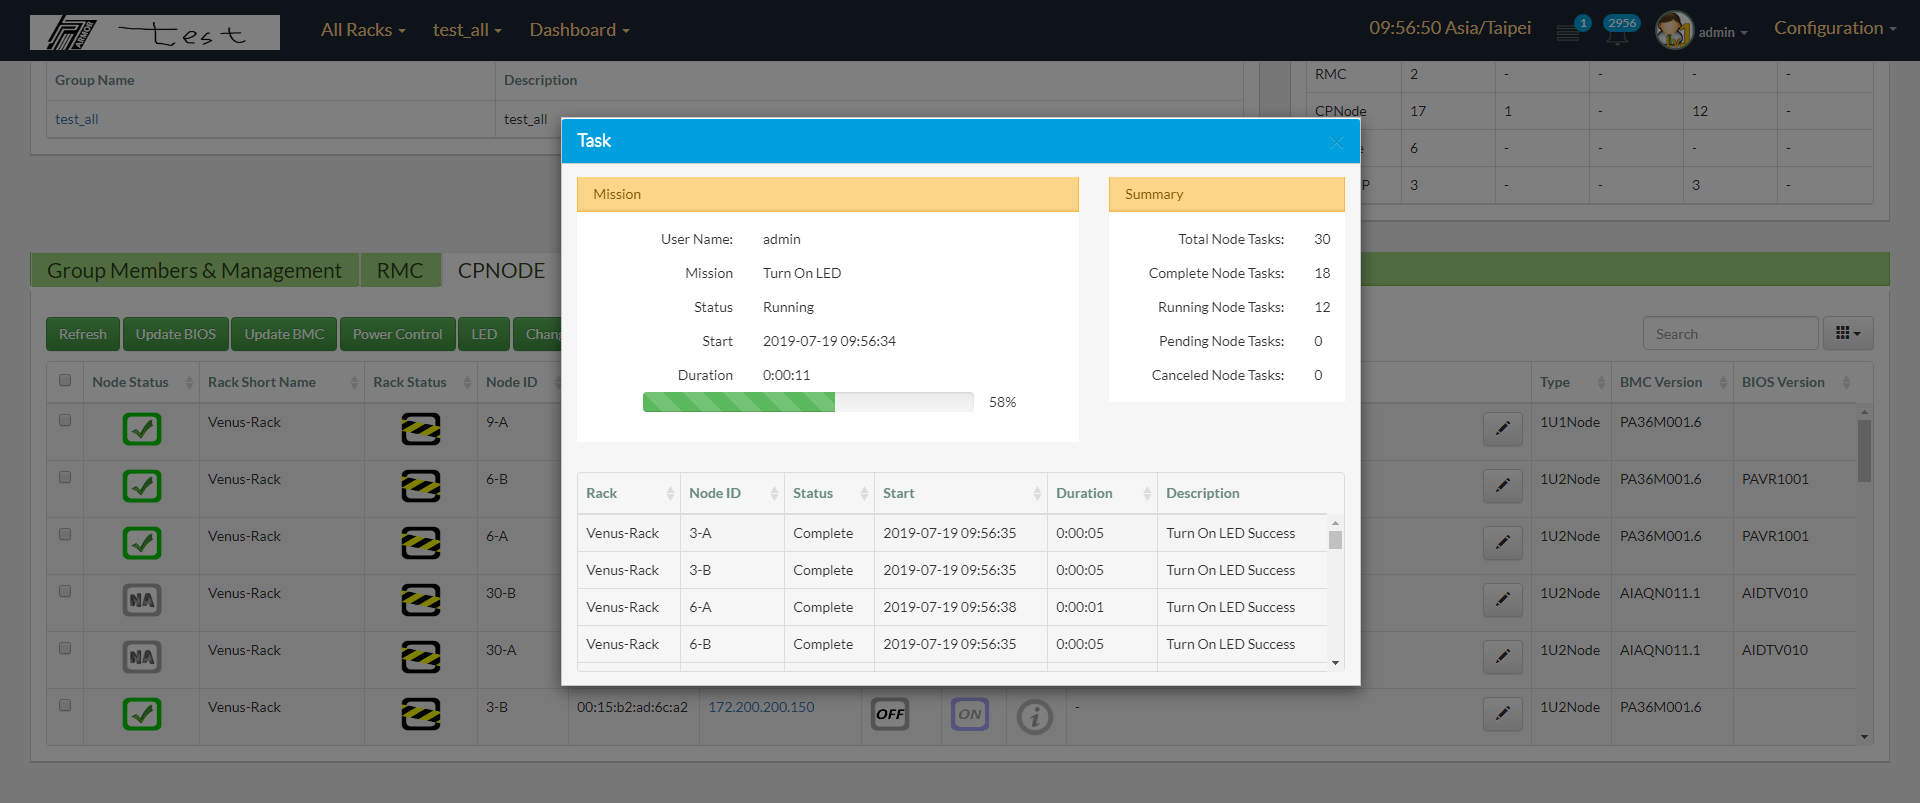 ARMOR test All Racks test_all Dashboard 09:56:50 Asia/Taipei 1 2956 admin Configuration
Group Name Description
test_all test_all
RMC 2 - - - -
CPNode 17 1 - 12 -
6 - - - -
P 3 - - 3 -
Group Members & Management RMC CPNODE
Refresh Update BIOS Update BMC Power Control LED Search
Node Status Rack Short Name Rack Status Node ID Type BMC Version BIOS Version
Venus-Rack 9-A 1U1Node PA36M001.6
Venus-Rack 6-B 1U2Node PA36M001.6 PAVR1001
Venus-Rack 6-A 1U2Node PA36M001.6 PAVR1001
NA Venus-Rack 30-B 1U2Node AIAQN011.1 AIDTV010
NA Venus-Rack 30-A 1U2Node AIAQN011.1 AIDTV010
Venus-Rack 3-B 00:15:b2:ad:6c:a2 172.200.200.150 OFF ON i - 1U2Node PA36M001.6
Task
Mission
User Name: admin
Mission Turn On LED
Status Running
Start 2019-07-19 09:56:34
Duration 0:00:11
58%
Summary
Total Node Tasks: 30
Complete Node Tasks: 18
Running Node Tasks: 12
Pending Node Tasks: 0
Canceled Node Tasks: 0
Rack Node ID Status Start Duration Description
Venus-Rack 3-A Complete 2019-07-19 09:56:35 0:00:05 Turn On LED Success
Venus-Rack 3-B Complete 2019-07-19 09:56:35 0:00:05 Turn On LED Success
Venus-Rack 6-A Complete 2019-07-19 09:56:38 0:00:01 Turn On LED Success
Venus-Rack 6-B Complete 2019-07-19 09:56:35 0:00:05 Turn On LED Success